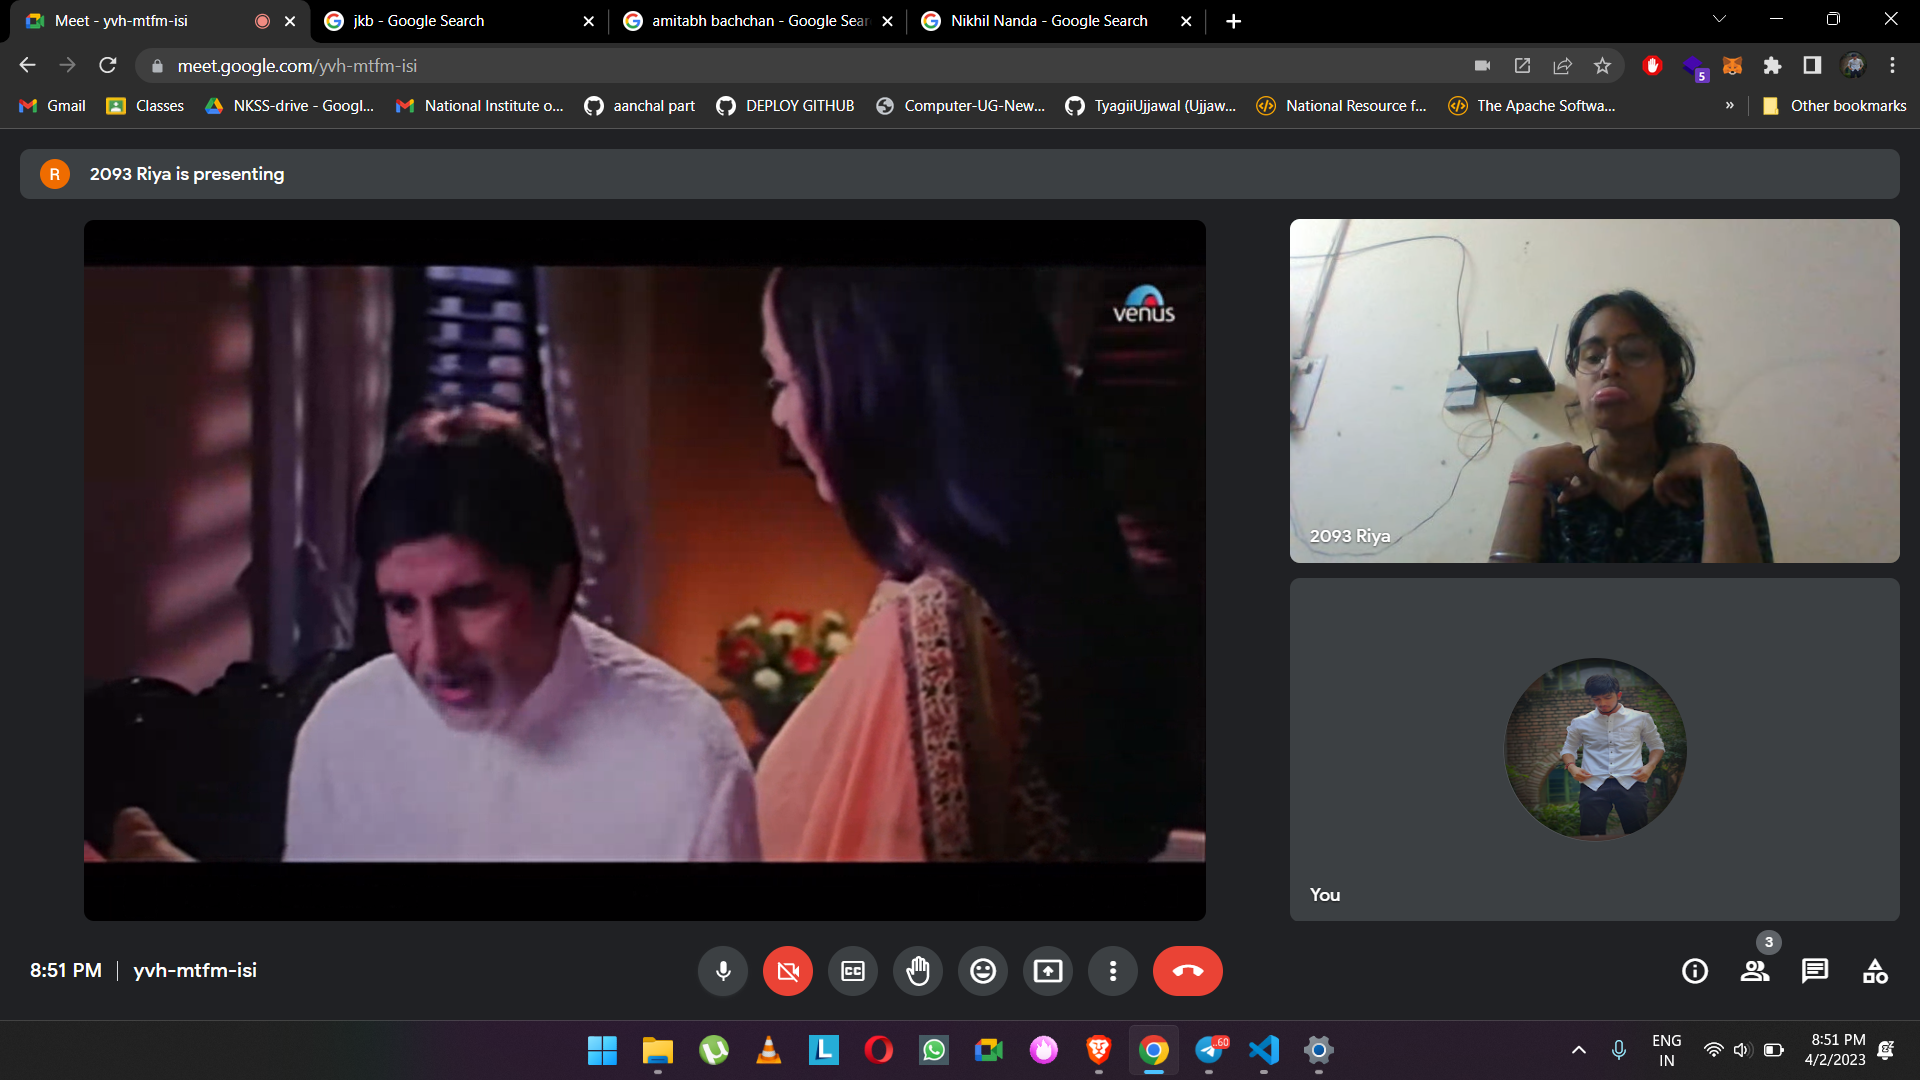 Meet - yvh-mtfm-isi
jkb - Google Search
amitabh bachchan - Google Sear
Nikhil Nanda - Google Search
meet.google.com/yvh-mtfm-isi
5
Gmail
Classes
NKSS-drive - Googl...
National Institute o...
aanchal part
DEPLOY GITHUB
Computer-UG-New...
TyagiiUjjawal (Ujjaw...
National Resource f...
The Apache Softwa...
»
Other bookmarks
R
2093 Riya is presenting
venus
2093 Riya
You
8:51 PM
yvh-mtfm-isi
CC
3
L
..60
ENG
IN
8:51 PM
4/2/2023